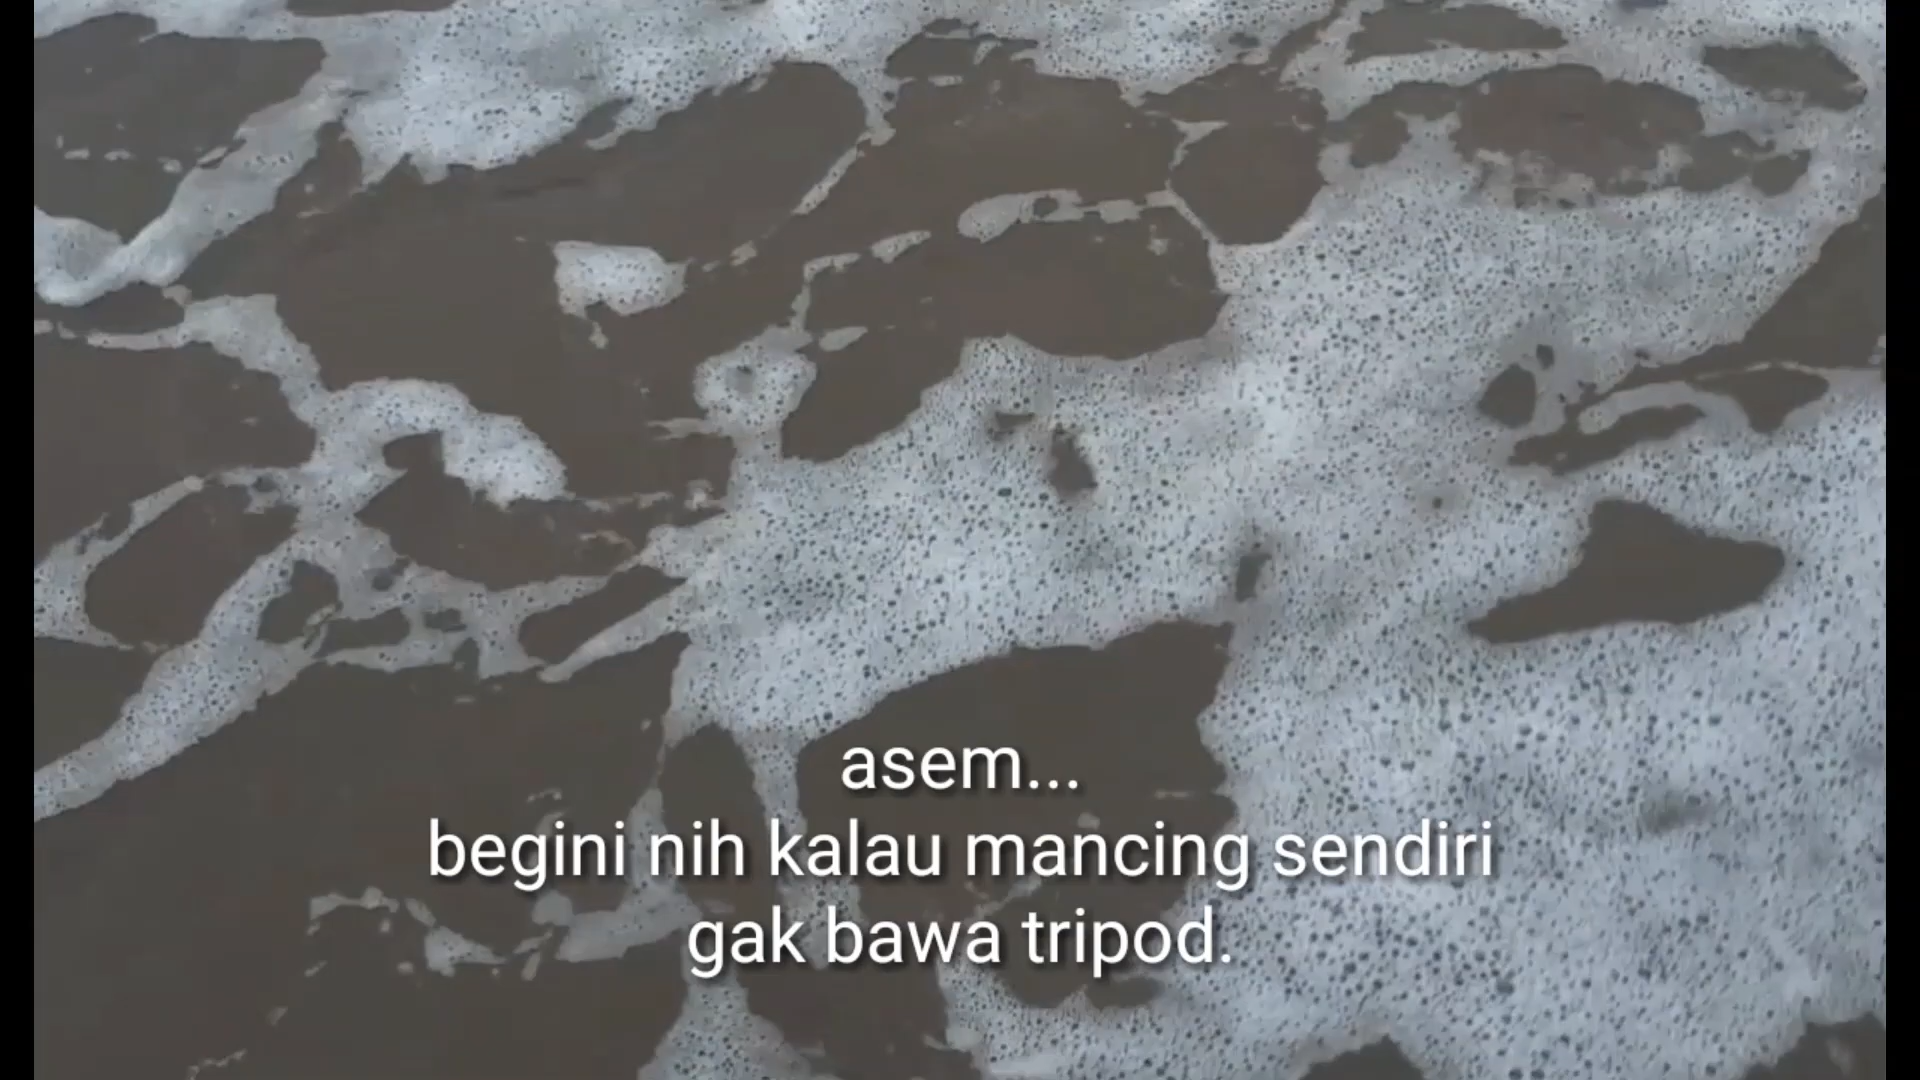 asem...
begini nih kalau mancing sendiri
gak bawa tripod.